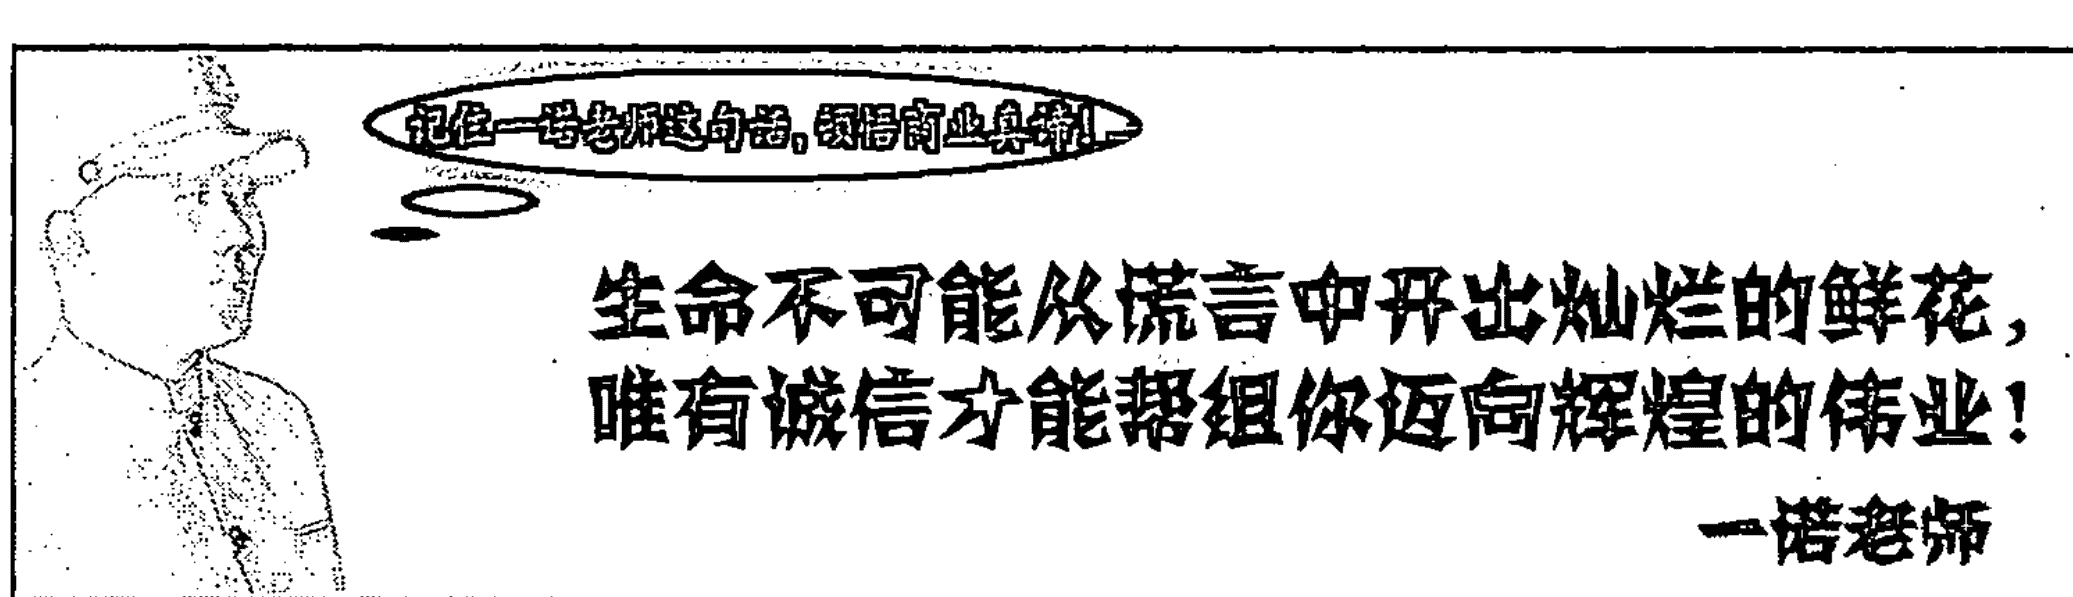 记住一诺老师这句话,领悟商业真谛!
生命不可能从谎言中开出灿烂的鲜花,
唯有诚信才能帮组你迈向辉煌的伟业!
一诺老师